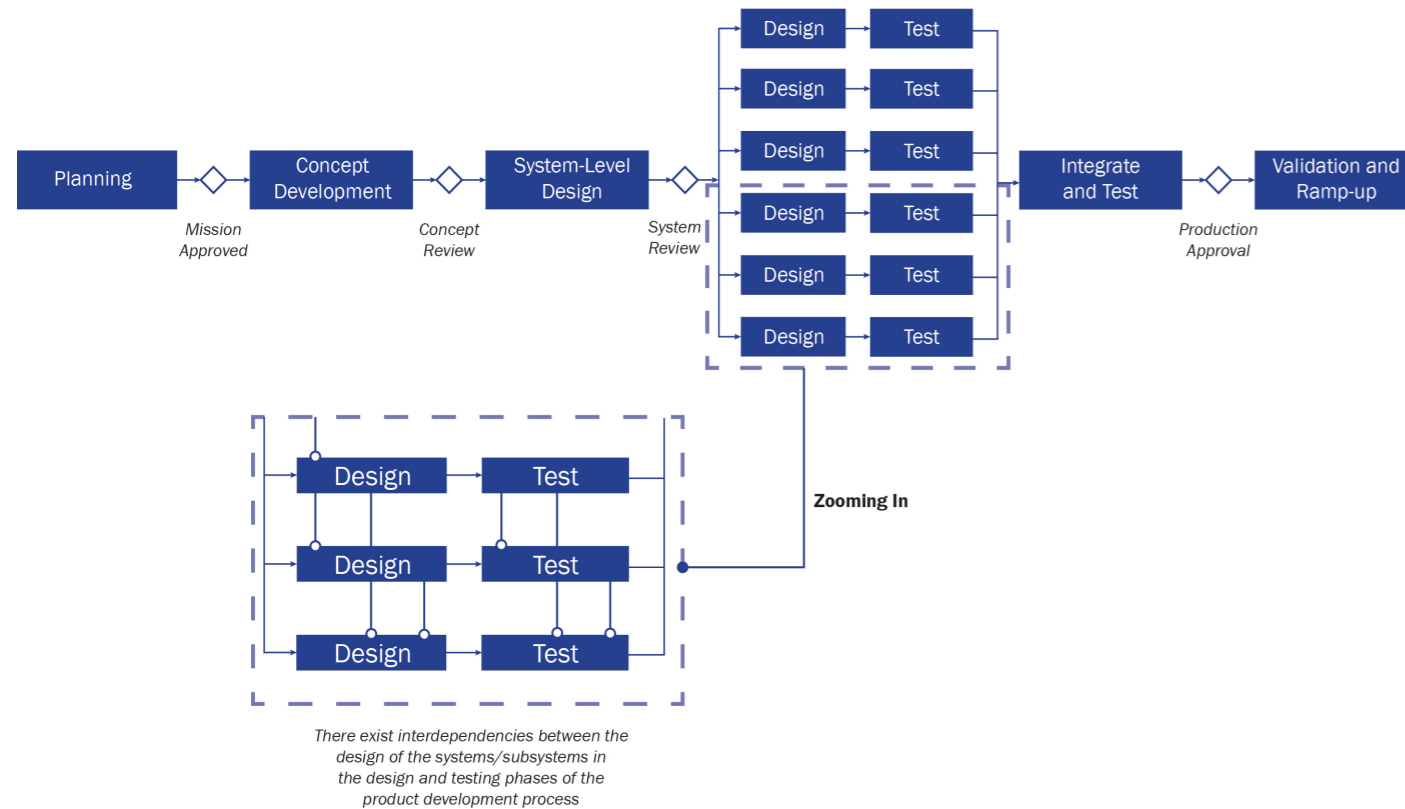 Design
Test
Design
Test
Design
Test
Planning
Concept
Development
System-Level
Design
Integrate
and Test
Validation and
Ramp-up
Design
Test
Mission
Approved
Concept
Review
System
Review
Production
Approval
Design
Test
Design
Test
Design
Test
Zooming In
Design
Test
Design
Test
There exist interdependencies between the
design of the systems/subsystems in
the design and testing phases of the
product development process